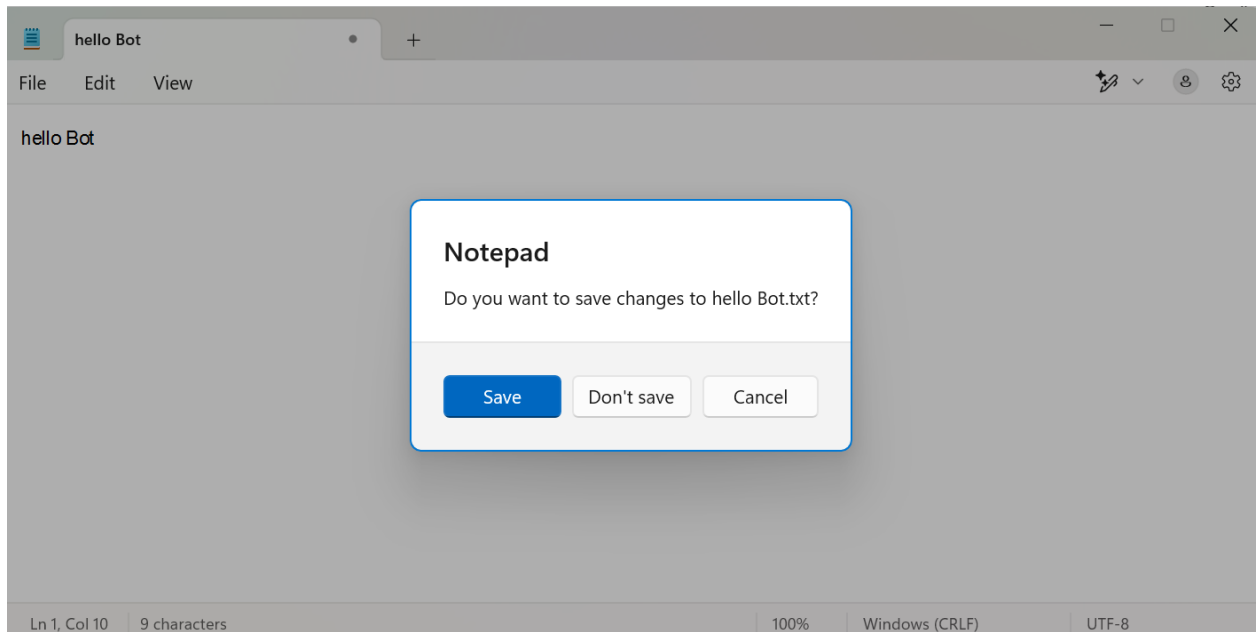 hello Bot
File Edit View
hello Bot
Notepad
Do you want to save changes to hello Bot.txt?
Save Don't save Cancel
Ln 1, Col 10 9 characters 100% Windows (CRLF) UTF-8